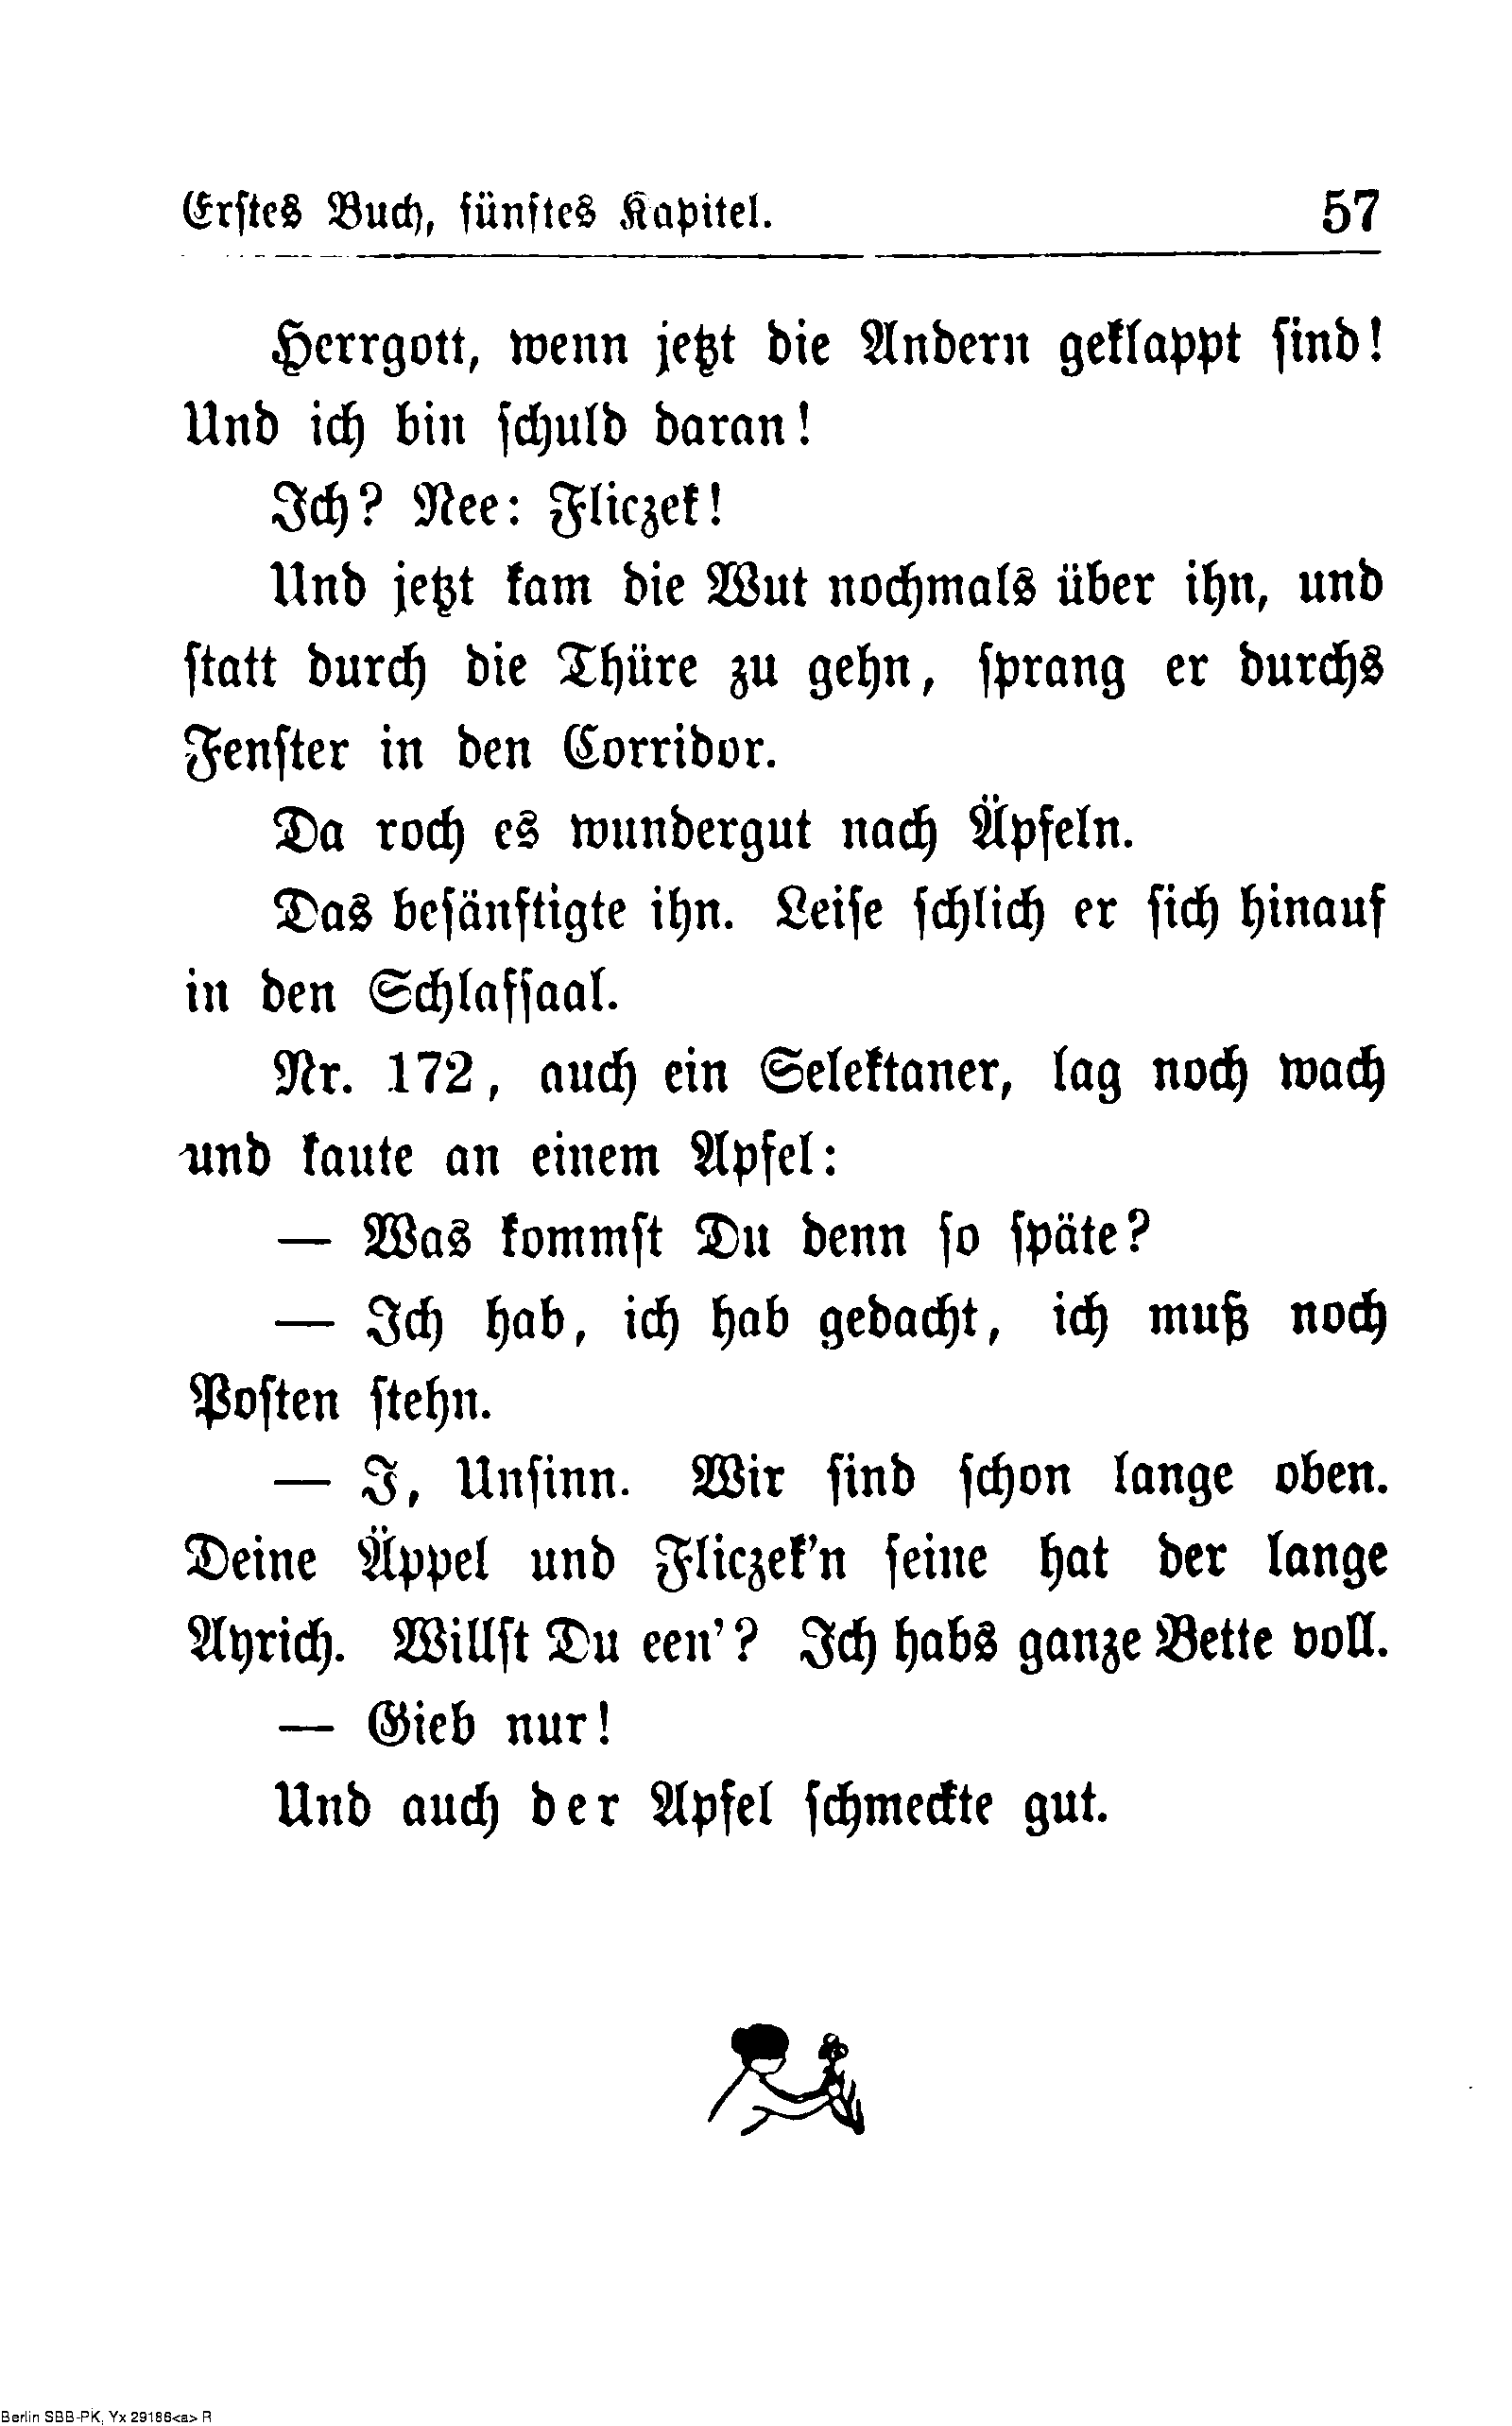 Erſtes Buch, fünftes Kapitel. 57
Herrgott, wenn jetzt die Andern geklappt ſind!
Und ich bin ſchuld daran!
Ich? Nee: Fliczek!
Und jetzt kam die Wut nochmals über ihn, und
ſtatt durch die Thüre zu gehn, ſprang er durchs
Fenſter in den Corridor.
Da roch es wundergut nach Äpfeln.
Das beſänftigte ihn. Leiſe ſchlich er ſich hinauf
in den Schlafſaal.
Nr. 172, auch ein Selektaner, lag noch wach
und kaute an einem Apfel:
— Was kommſt Du denn ſo ſpäte?
— Ich hab, ich hab gedacht, ich muß noch
Poſten ſtehn.
— I, Unſinn. Wir ſind ſchon lange oben.
Deine Äppel und Fliczek’n ſeine hat der lange
Ayrich. Willſt Du een’? Ich habs ganze Bette voll.
— Gieb nur!
Und auch der Apfel ſchmeckte gut.
Berlin SBB-PK, Yx 29186<a> R